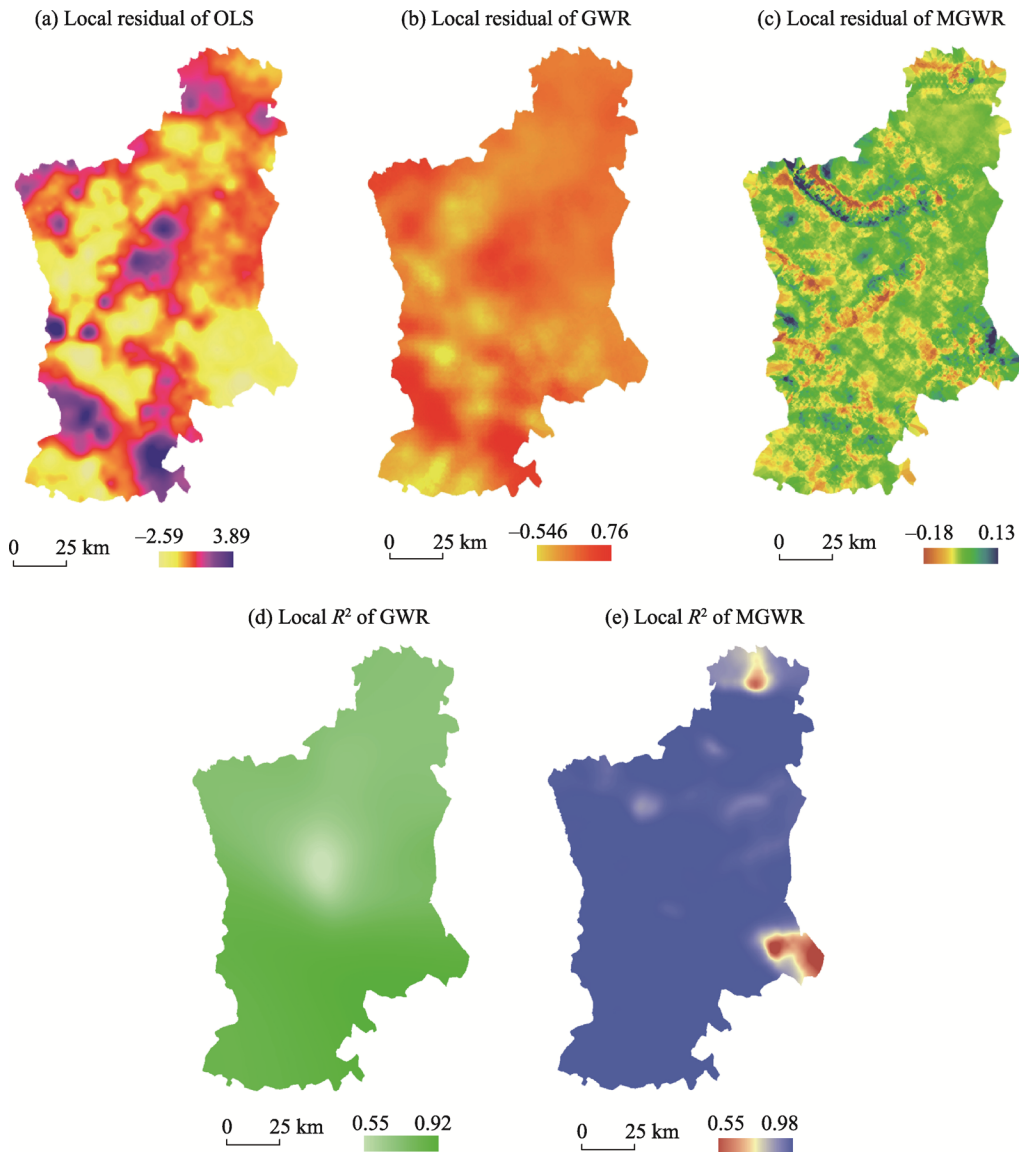 (a) Local residual of OLS
(b) Local residual of GWR
(c) Local residual of MGWR
0 25 km
–2.59 3.89
0 25 km
–0.546 0.76
0 25 km
–0.18 0.13
(d) Local R² of GWR
(e) Local R² of MGWR
0 25 km
0.55 0.92
0 25 km
0.55 0.98